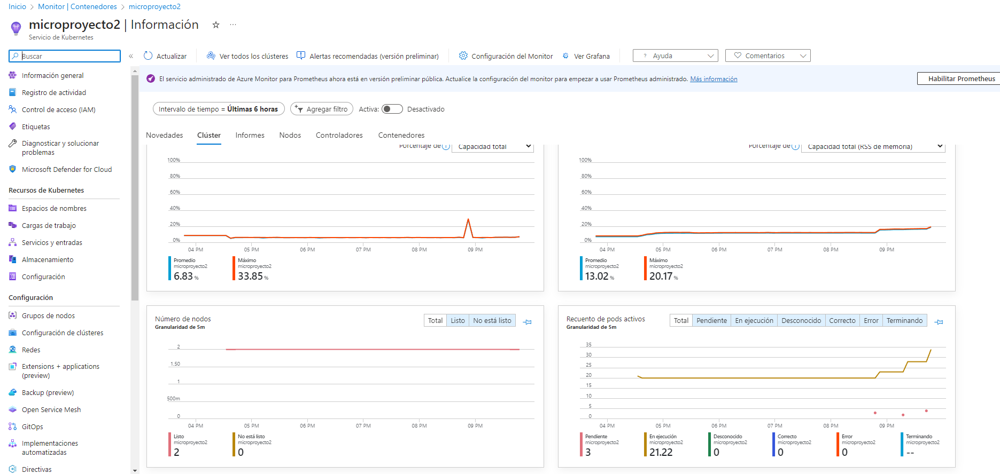 Inicio > Monitor | Contenedores > microproyecto2
microproyecto2 | Información
Servicio de Kubernetes
Buscar
Información general
Registro de actividad
Control de acceso (IAM)
Etiquetas
Diagnosticar y solucionar
problemas
Microsoft Defender for Cloud
Recursos de Kubernetes
Espacios de nombres
Cargas de trabajo
Servicios y entradas
Almacenamiento
Configuración
Configuración
Grupos de nodos
Configuración de clústeres
Redes
Extensions + applications
(preview)
Backup (preview)
Open Service Mesh
GitOps
Implementaciones
automatizadas
Directivas
Actualizar Ver todos los clústeres Alertas recomendadas (versión preliminar) Configuración del Monitor Ver Grafana ? Ayuda Comentarios
El servicio administrado de Azure Monitor para Prometheus ahora está en versión preliminar pública. Actualice la configuración del monitor para empezar a usar Prometheus administrado. Más información Habilitar Prometheus
Intervalo de tiempo = Últimas 6 horas Agregar filtro Activa: Desactivado
Novedades Clúster Informes Nodos Controladores Contenedores
Porcentaje de Capacidad total
100%
80%
60%
40%
20%
0%
04 PM 05 PM 06 PM 07 PM 08 PM 09 PM
Promedio
microproyecto2
6.83 %
Máximo
microproyecto2
33.85 %
Porcentaje de Capacidad total (RSS de memoria)
100%
80%
60%
40%
20%
0%
04 PM 05 PM 06 PM 07 PM 08 PM 09 PM
Promedio
microproyecto2
13.02 %
Máximo
microproyecto2
20.17 %
Número de nodos
Granularidad de 5m
Total Listo No está listo
2
1.50
1
500m
0
04 PM 05 PM 06 PM 07 PM 08 PM 09 PM
Listo
microproyecto2
2
No está listo
microproyecto2
0
Recuento de pods activos
Granularidad de 5m
Total Pendiente En ejecución Desconocido Correcto Error Terminando
35
30
25
20
15
10
5
0
04 PM 05 PM 06 PM 07 PM 08 PM 09 PM
Pendiente
microproyecto2
3
En ejecución
microproyecto2
21.22
Desconocido
microproyecto2
0
Correcto
microproyecto2
0
Error
microproyecto2
0
Terminando
microproyecto2
--